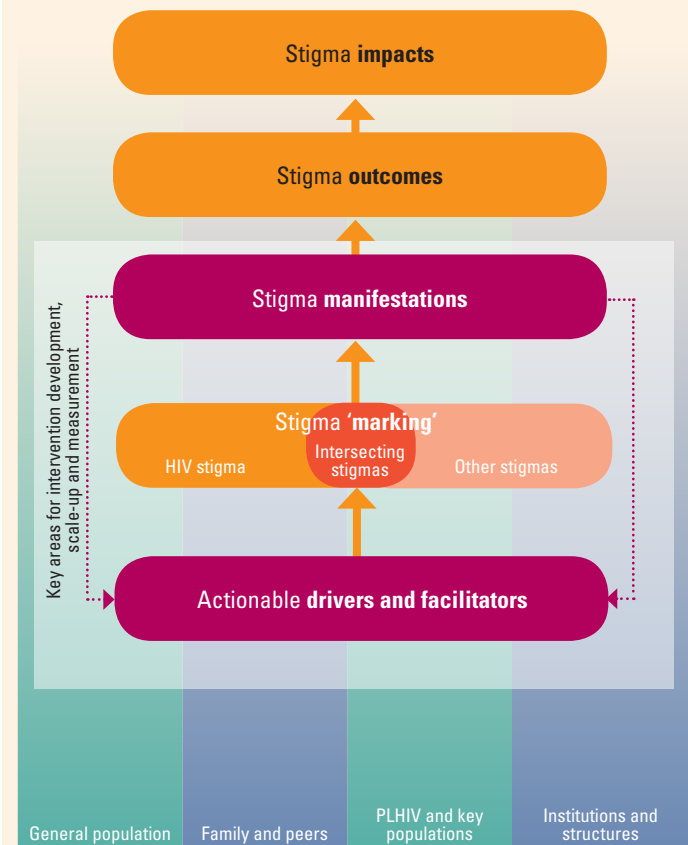 Stigma impacts
Stigma outcomes
Stigma manifestations
Key areas for intervention development,
scale-up and measurement
Stigma ‘marking’
HIV stigma
Intersecting
stigmas
Other stigmas
Actionable drivers and facilitators
General population
Family and peers
PLHIV and key
populations
Institutions and
structures